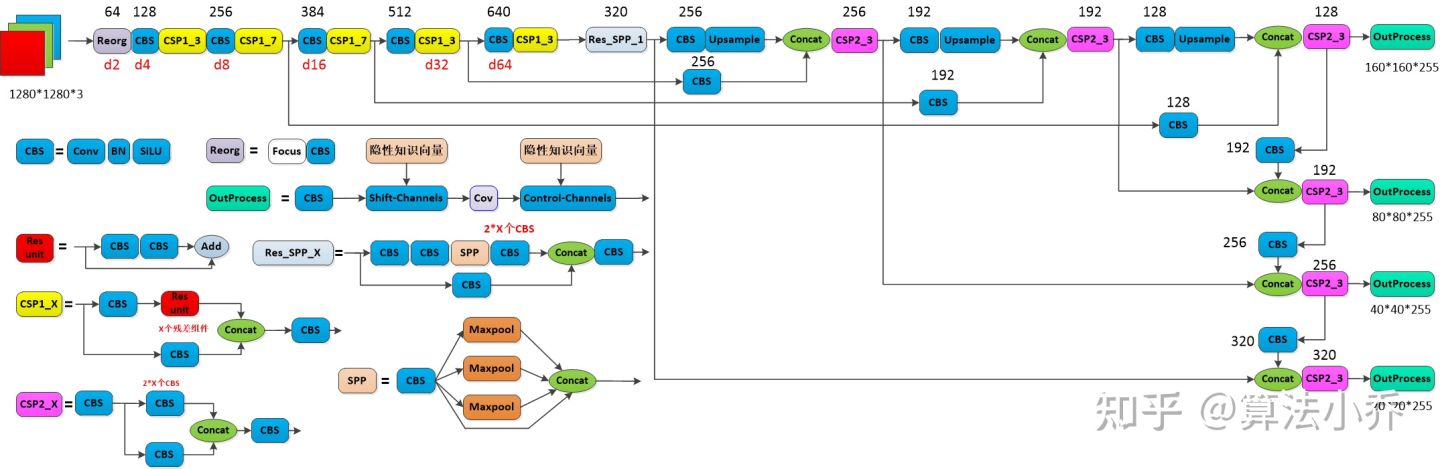 64 128 256 384 512 640 320 256 256 192 192 128 128
Reorg CBS CSP1_3 CBS CSP1_7 CBS CSP1_7 CBS CSP1_3 CBS CSP1_3 Res_SPP_1 CBS Upsample Concat CSP2_3 CBS Upsample Concat CSP2_3 CBS Upsample Concat CSP2_3 OutProcess
d2 d4 d8 d16 d32 d64
160*160*255
256
CBS
192
CBS
128
CBS
1280*1280*3
CBS = Conv BN SiLU
Reorg = Focus CBS
隐性知识向量 隐性知识向量
OutProcess = CBS Shift-Channels Cov Control-Channels
192 CBS
192
Concat CSP2_3 OutProcess
80*80*255
Res unit = CBS CBS Add
2*X个CBS
Res_SPP_X = CBS CBS SPP CBS Concat CBS
CBS
256 CBS
256
Concat CSP2_3 OutProcess
40*40*255
CSP1_X = CBS Res unit
X个残差组件
Concat CBS
CBS
320 CBS
320
Concat CSP2_3 OutProcess
*20*255
Maxpool
Maxpool
SPP = CBS Concat
Maxpool
2*X个CBS
CSP2_X = CBS CBS
Concat CBS
CBS
知乎 @算法小乔